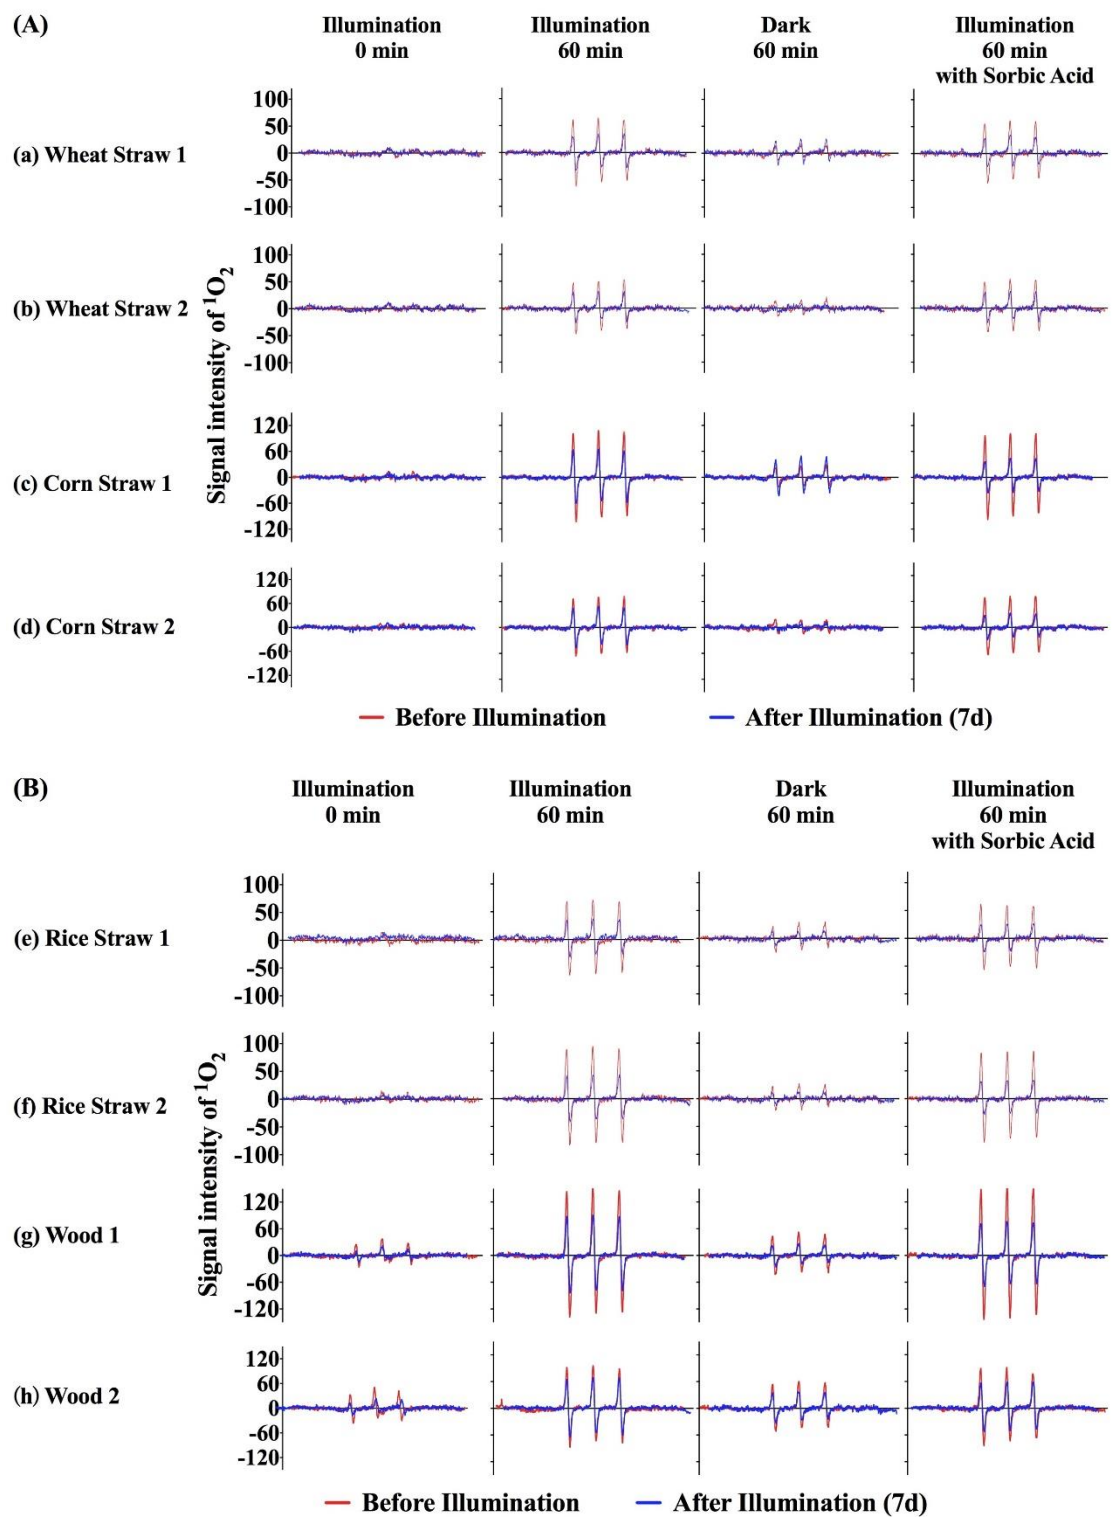 (A)
Illumination
0 min
Illumination
60 min
Dark
60 min
Illumination
60 min
with Sorbic Acid
Signal intensity of ¹O₂
(a) Wheat Straw 1
100
50
0
-50
-100
(b) Wheat Straw 2
100
50
0
-50
-100
(c) Corn Straw 1
120
60
0
-60
-120
(d) Corn Straw 2
120
60
0
-60
-120
Before Illumination
After Illumination (7d)
(B)
Illumination
0 min
Illumination
60 min
Dark
60 min
Illumination
60 min
with Sorbic Acid
Signal intensity of ¹O₂
(e) Rice Straw 1
100
50
0
-50
-100
(f) Rice Straw 2
100
50
0
-50
-100
(g) Wood 1
120
60
0
-60
-120
(h) Wood 2
120
60
0
-60
-120
Before Illumination
After Illumination (7d)